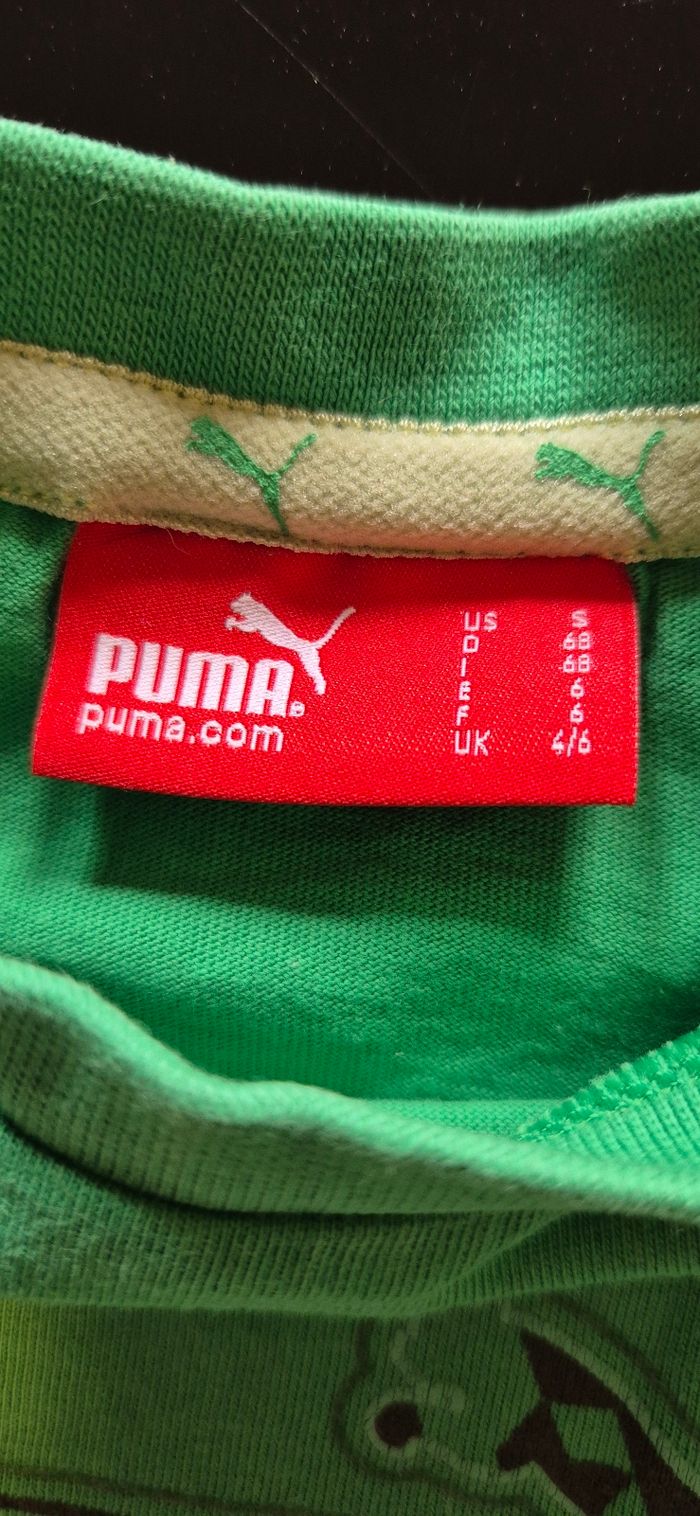 PUMA®
puma.com
US S
D 68
I 68
E 6
F 6
UK 4/6